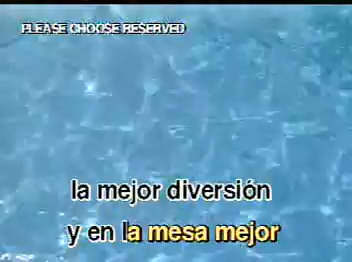 PLEASE CHOOSE RESERVED
la mejor diversión
y en la mesa mejor